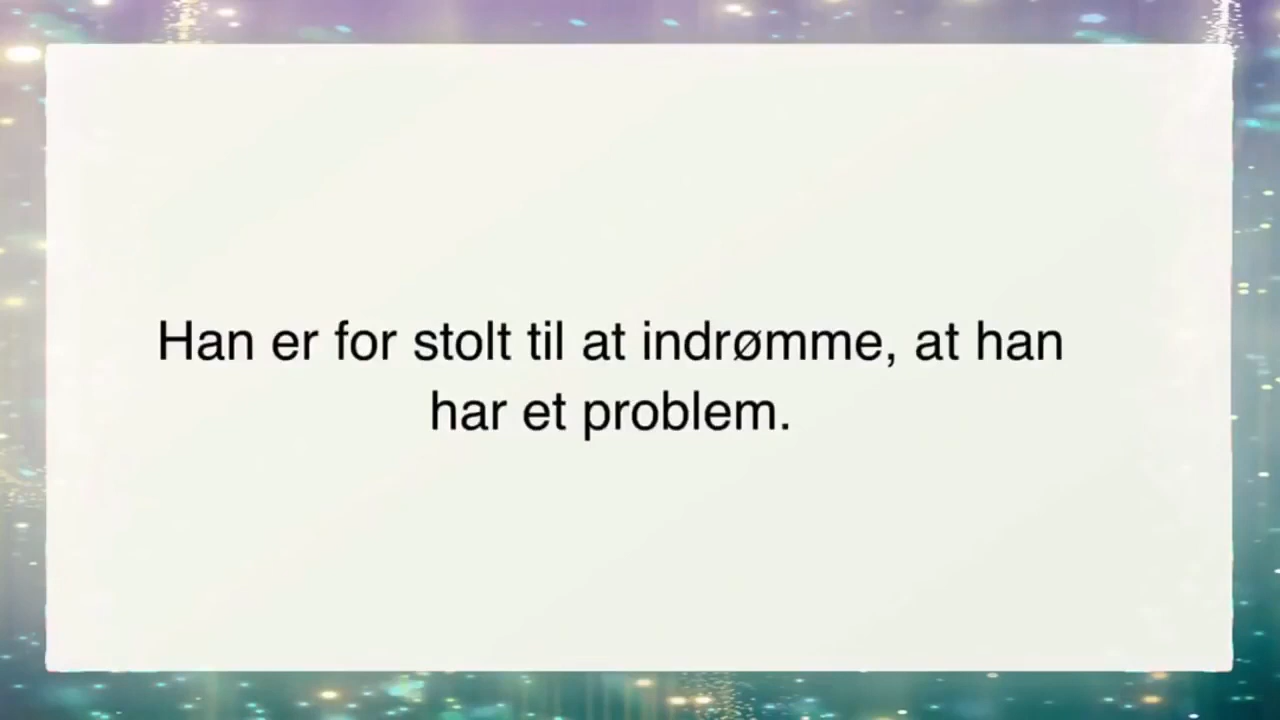 Han er for stolt til at indrømme, at han
har et problem.